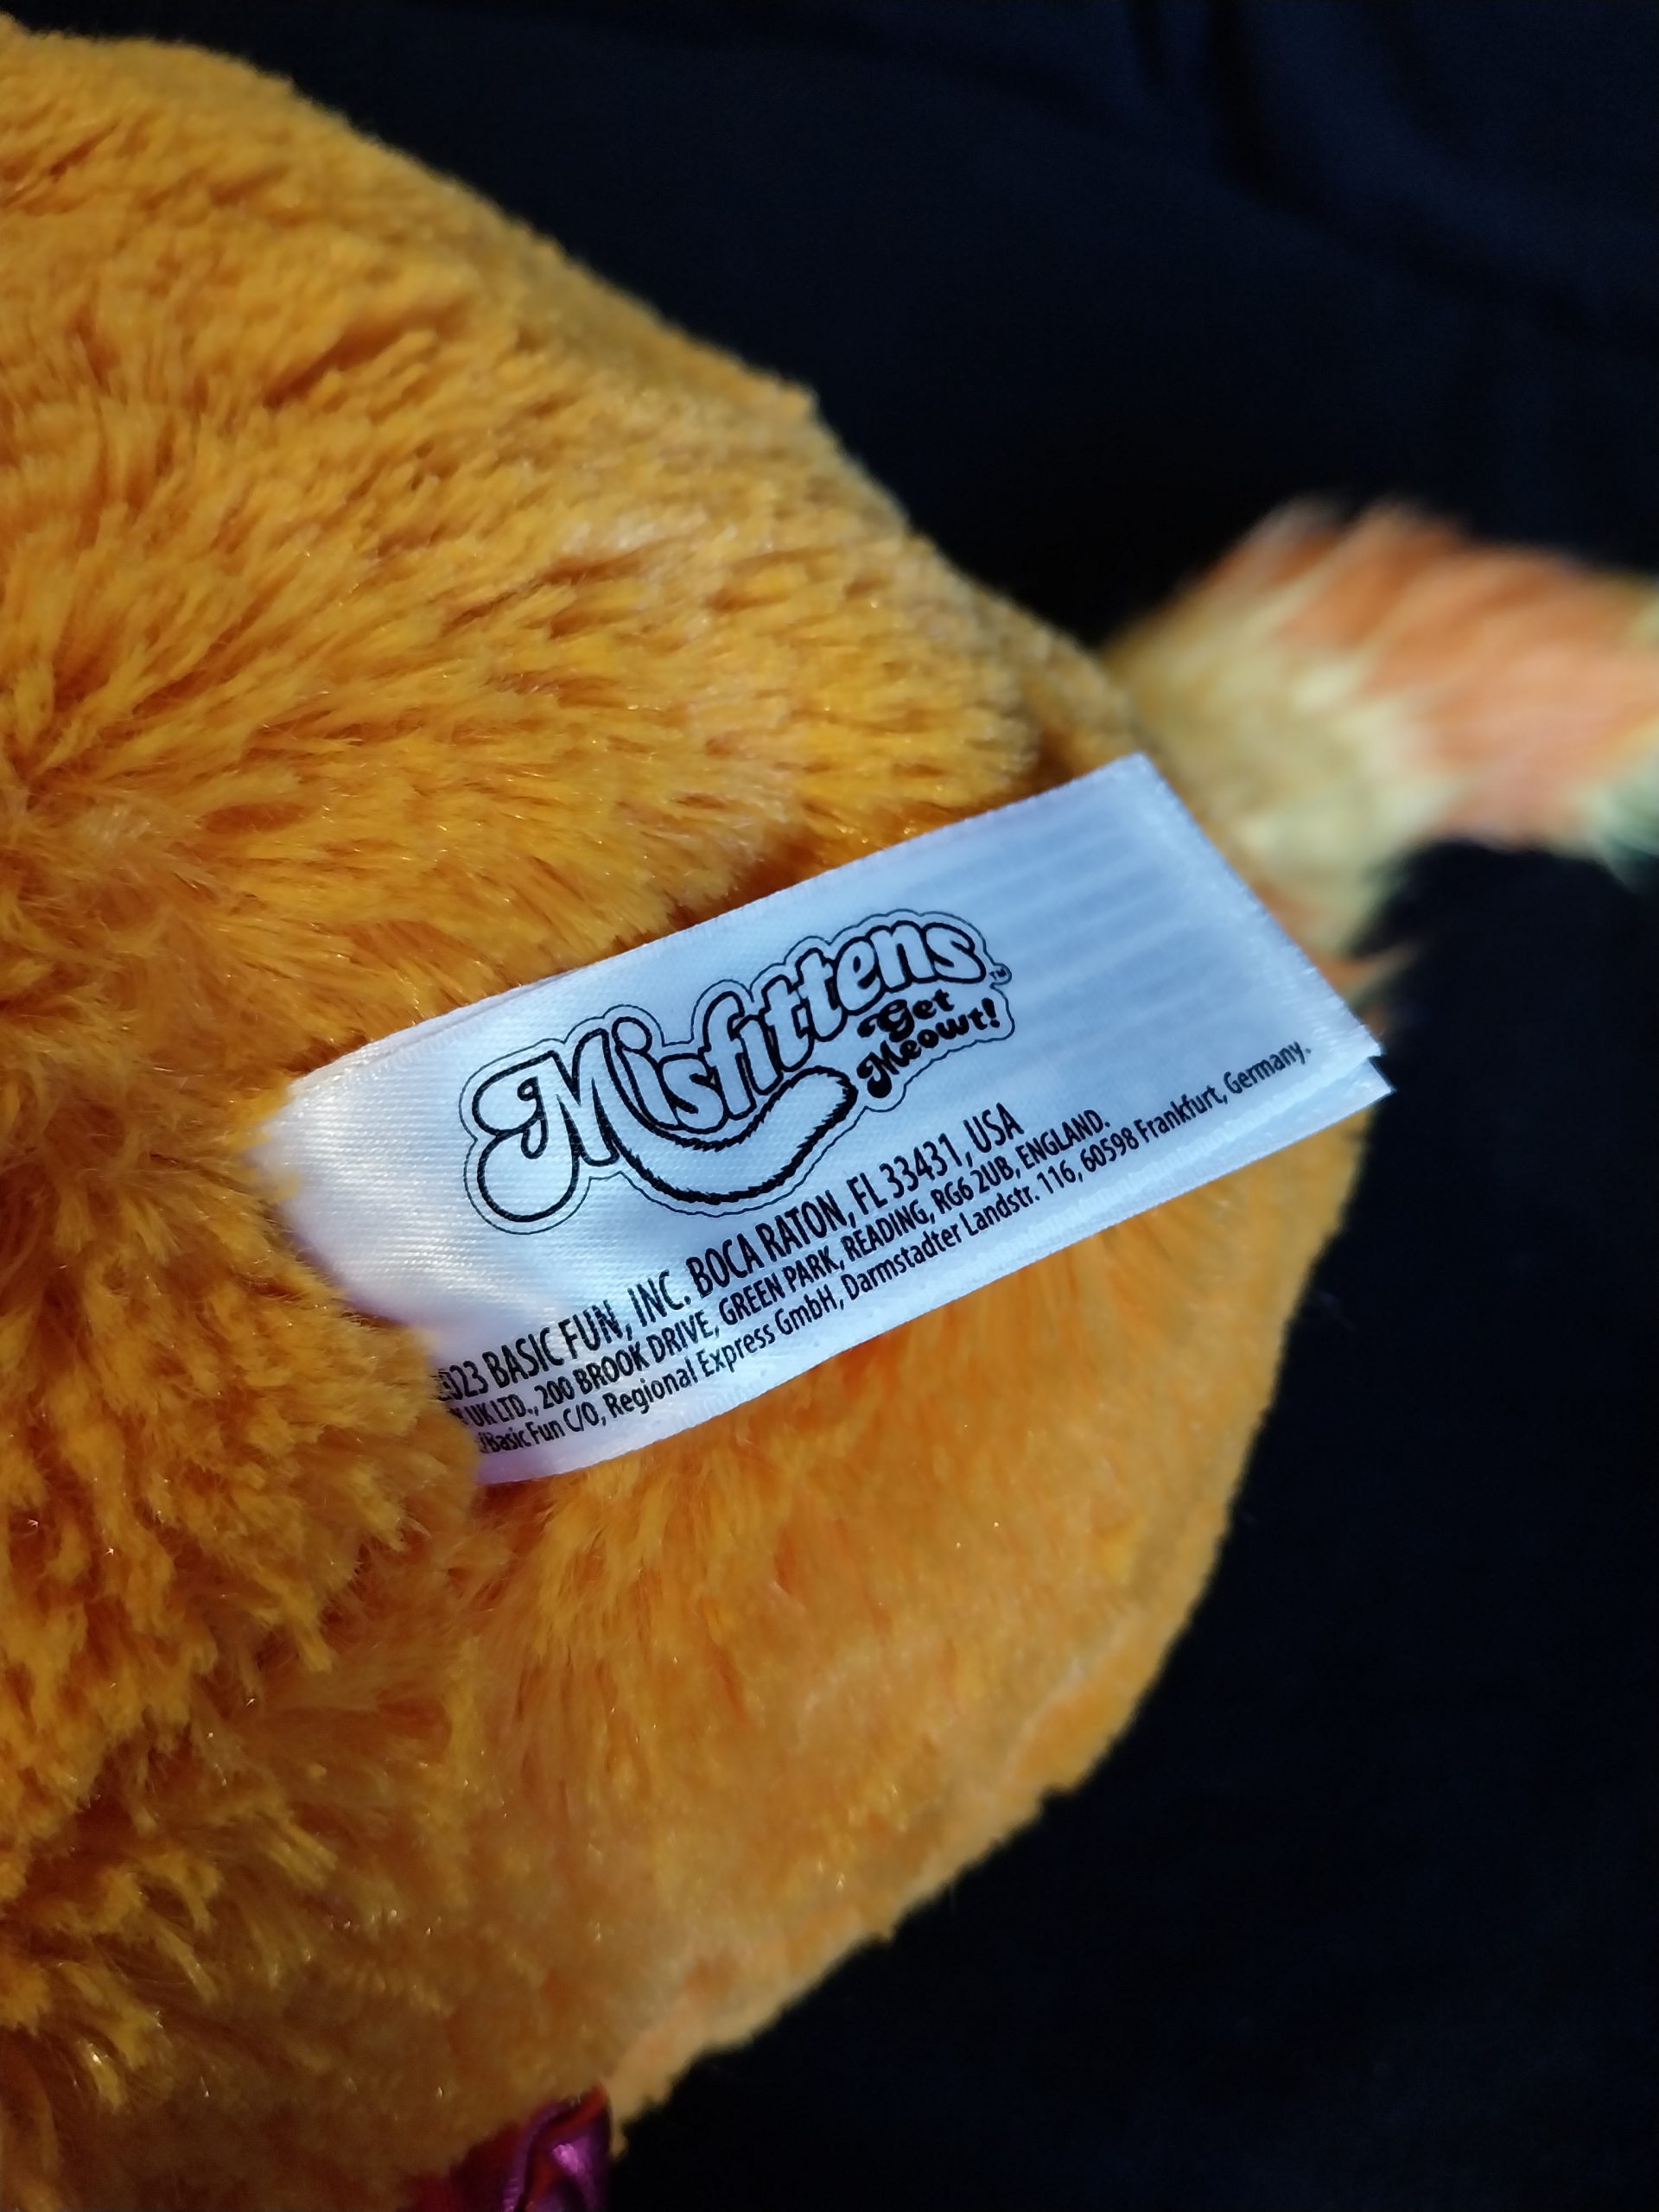 Misfittens™
Get
Meowt!
2023 BASIC FUN, INC. BOCA RATON, FL 33431, USA
UK LTD., 200 BROOK DRIVE, GREEN PARK, READING, RG6 2UB, ENGLAND.
/Basic Fun C/O, Regional Express GmbH, Darmstadter Landstr. 116, 60598 Frankfurt, Germany.